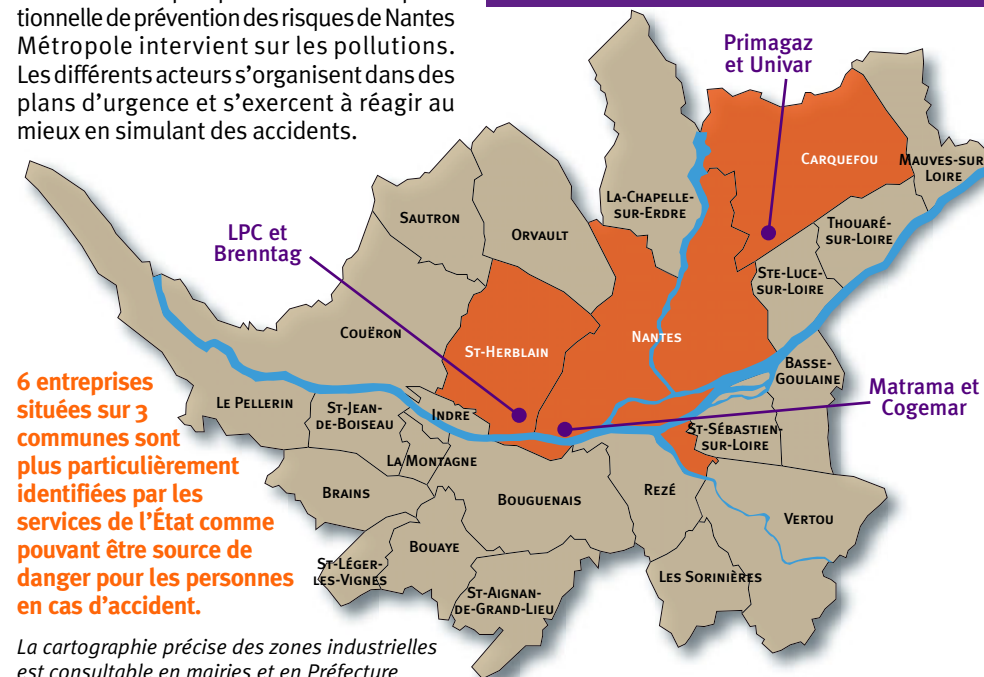 tionnelle de prévention des risques de Nantes
Métropole intervient sur les pollutions.
Les différents acteurs s’organisent dans des
plans d’urgence et s’exercent à réagir au
mieux en simulant des accidents.
Primagaz
et Univar
CARQUEFOU
MAUVES-SUR-
LOIRE
LA-CHAPELLE-
SUR-ERDRE
THOUARÉ-
SUR-LOIRE
SAUTRON
ORVAULT
LPC et
Brenntag
STE-LUCE-
SUR-LOIRE
COUËRON
ST-HERBLAIN
NANTES
BASSE-
GOULAINE
Matrama et
Cogemar
LE PELLERIN
ST-JEAN-
DE-BOISEAU
INDRE
ST-SÉBASTIEN-
SUR-LOIRE
LA MONTAGNE
BRAINS
BOUGUENAIS
REZÉ
VERTOU
BOUAYE
ST-LÉGER-
LES-VIGNES
ST-AIGNAN-
DE-GRAND-LIEU
LES SORINIÈRES
6 entreprises
situées sur 3
communes sont
plus particulièrement
identifiées par les
services de l’État comme
pouvant être source de
danger pour les personnes
en cas d’accident.
La cartographie précise des zones industrielles
est consultable en mairies et en Préfecture